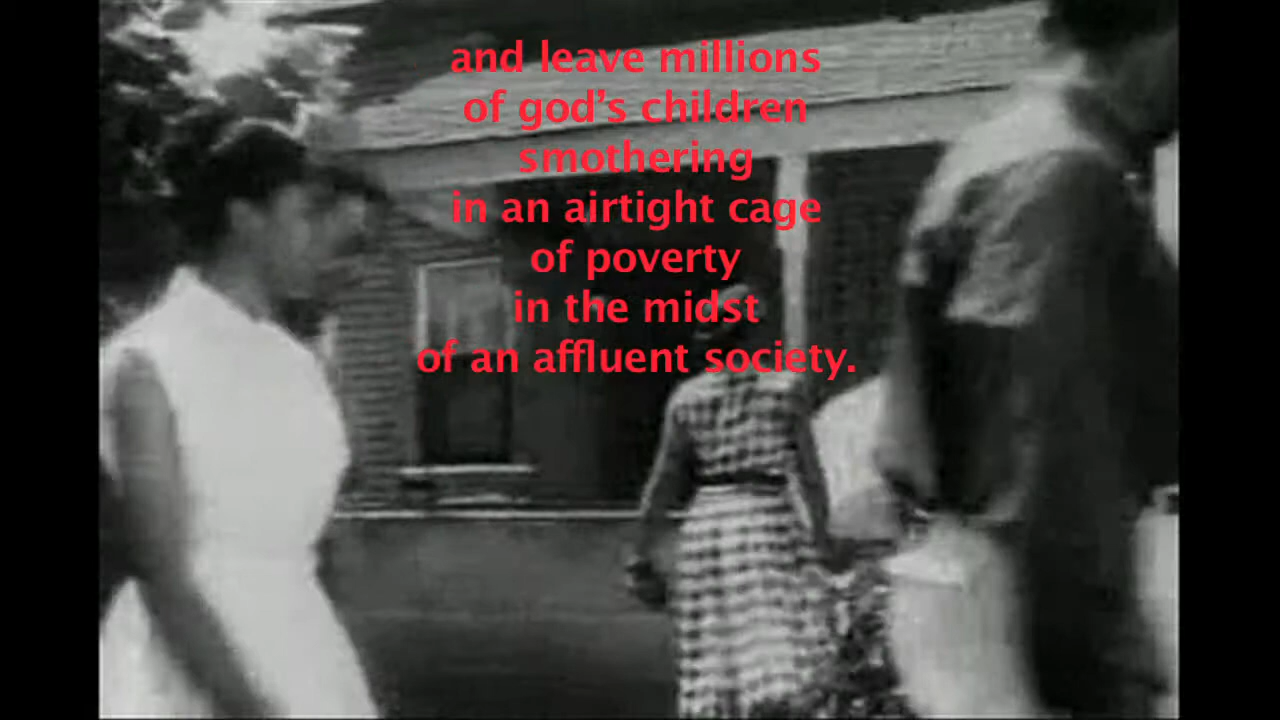 and leave millions
of god’s children
smothering
in an airtight cage
of poverty
in the midst
of an affluent society.